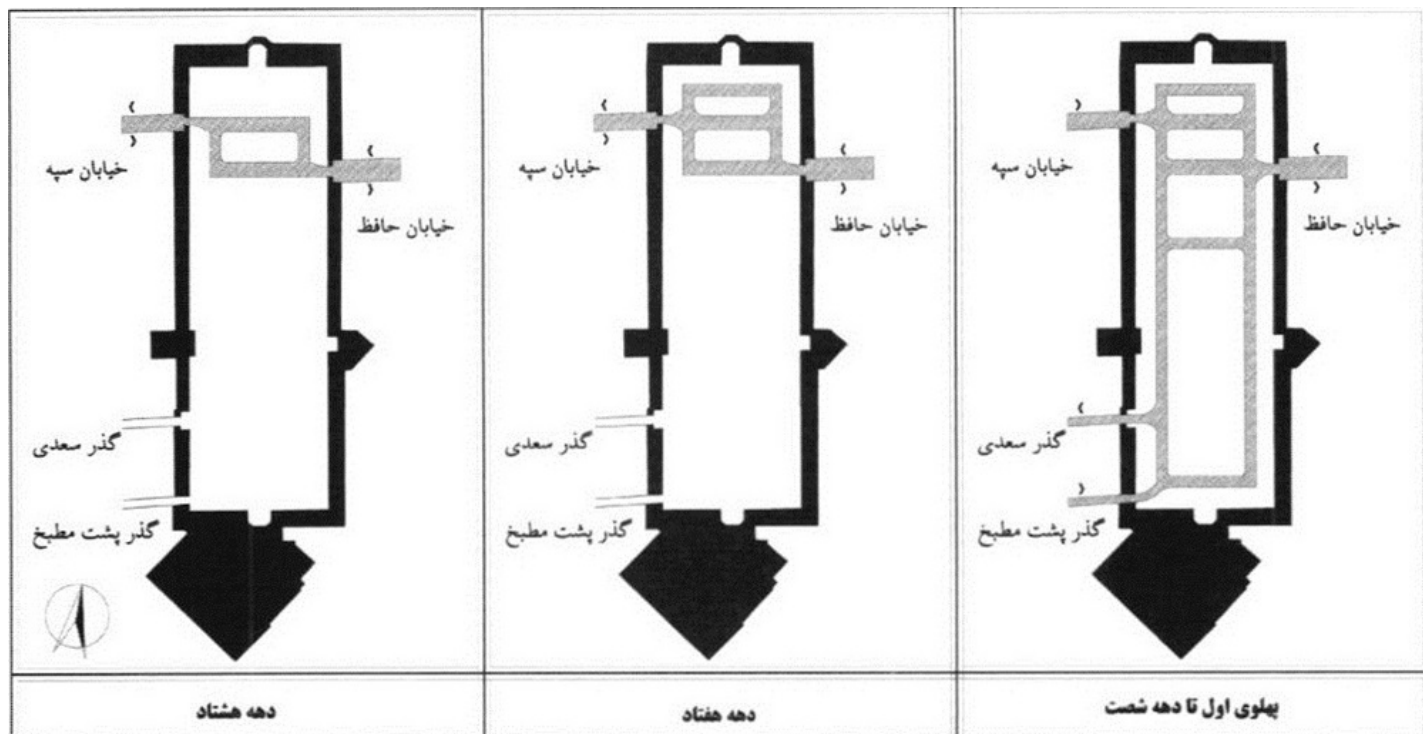 خیابان سپه
خیابان حافظ
گذر سعدی
گذر پشت مطبخ
پهلوی اول تا دهه شصت
خیابان سپه
خیابان حافظ
گذر سعدی
گذر پشت مطبخ
دهه هفتاد
خیابان سپه
خیابان حافظ
گذر سعدی
گذر پشت مطبخ
دهه هشتاد